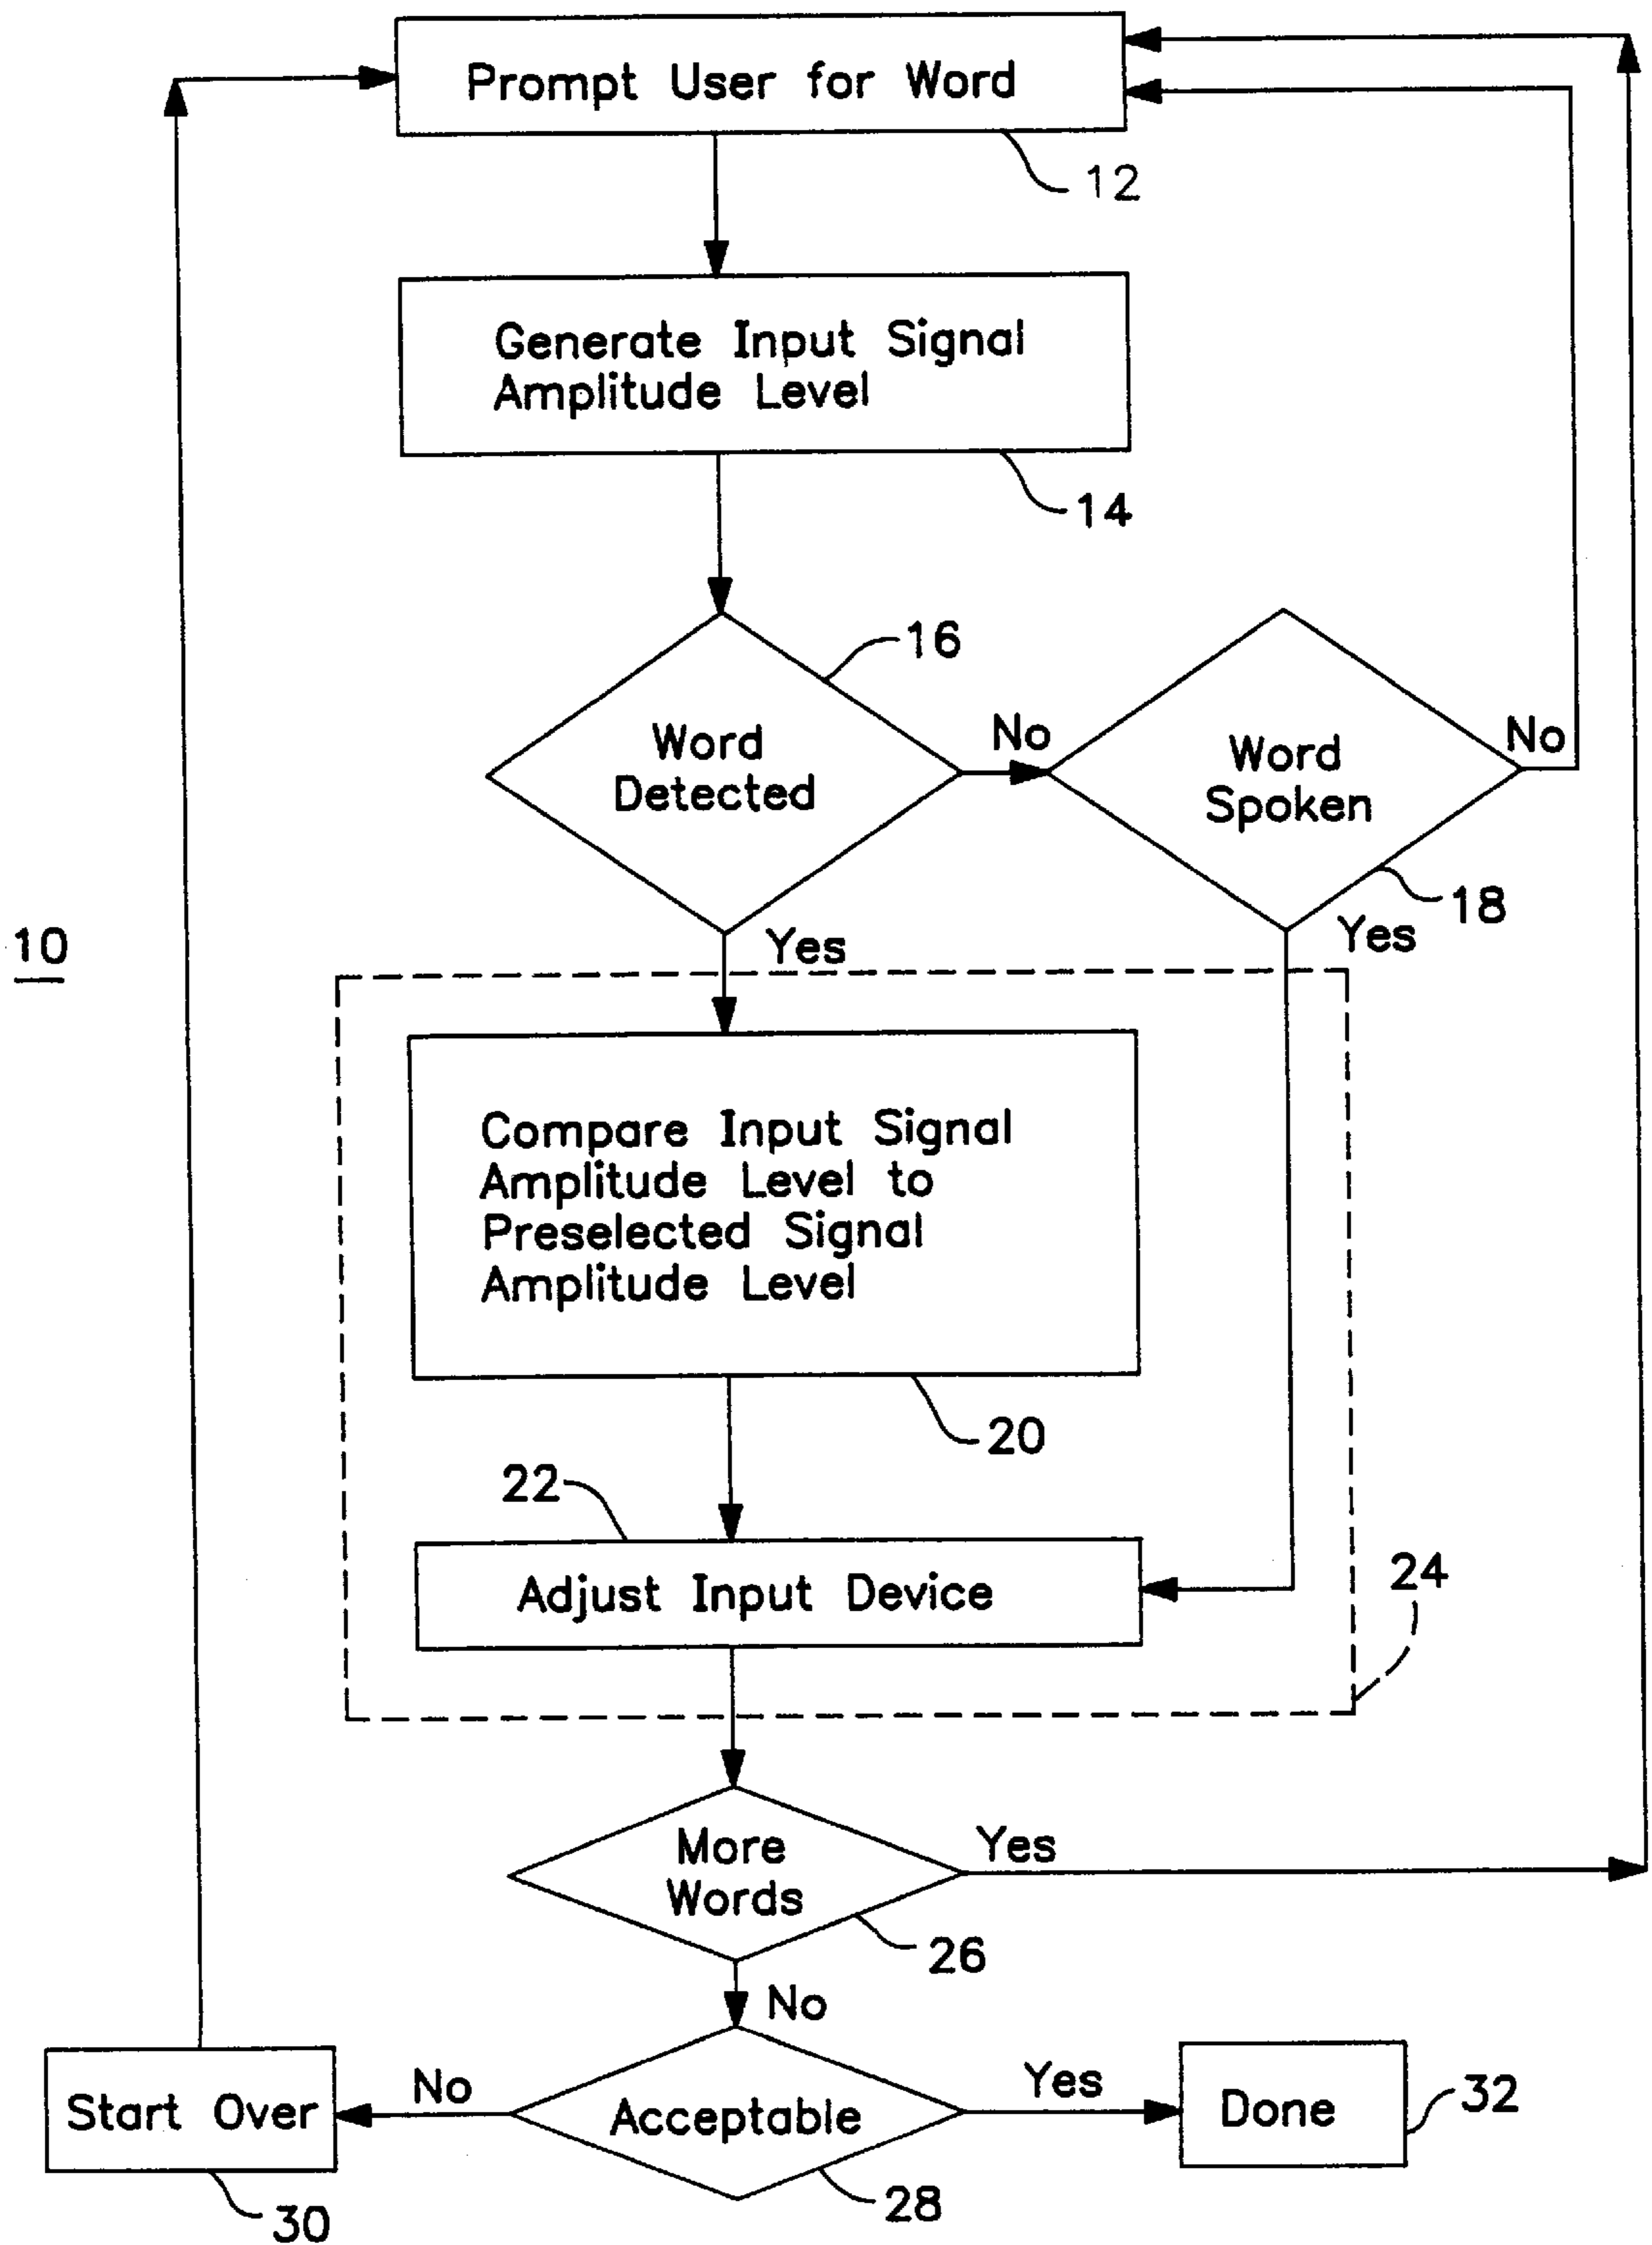 Prompt User for Word
12
Generate Input Signal
Amplitude Level
14
16
Word
Detected
No
Word
Spoken
No
18
Yes
Yes
10
Compare Input Signal
Amplitude Level to
Preselected Signal
Amplitude Level
20
22
Adjust Input Device
24
More
Words
Yes
26
No
Start Over
No
Acceptable
Yes
Done
32
28
30